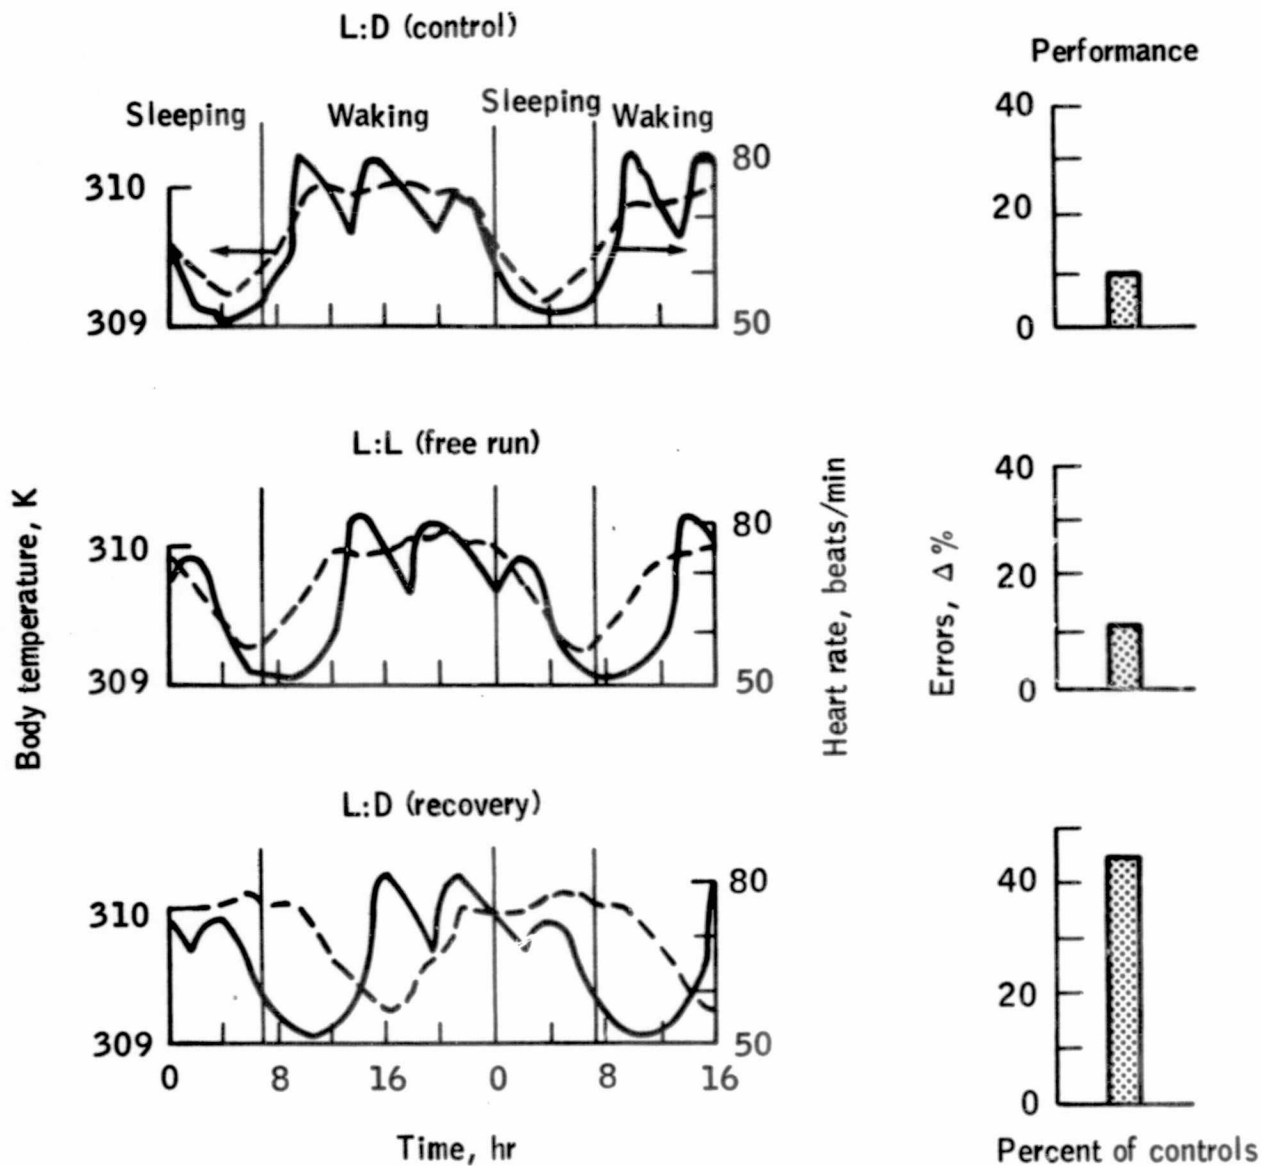 L:D (control)
Performance
Sleeping Waking Sleeping Waking
310
309
80
50
40
20
0
L:L (free run)
310
309
80
50
40
20
0
Body temperature, K
Heart rate, beats/min
Errors, Δ%
L:D (recovery)
310
309
80
50
40
20
0
0 8 16 0 8 16
Time, hr
Percent of controls